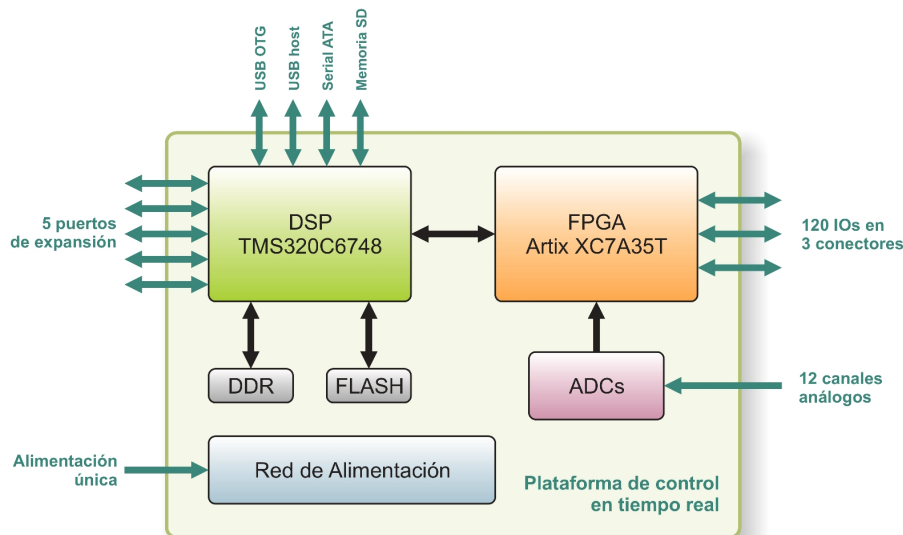 USB OTG
USB host
Serial ATA
Memoria SD
5 puertos
de expansión
DSP
TMS320C6748
FPGA
Artix XC7A35T
120 IOs en
3 conectores
DDR
FLASH
ADCs
12 canales
análogos
Alimentación
única
Red de Alimentación
Plataforma de control
en tiempo real